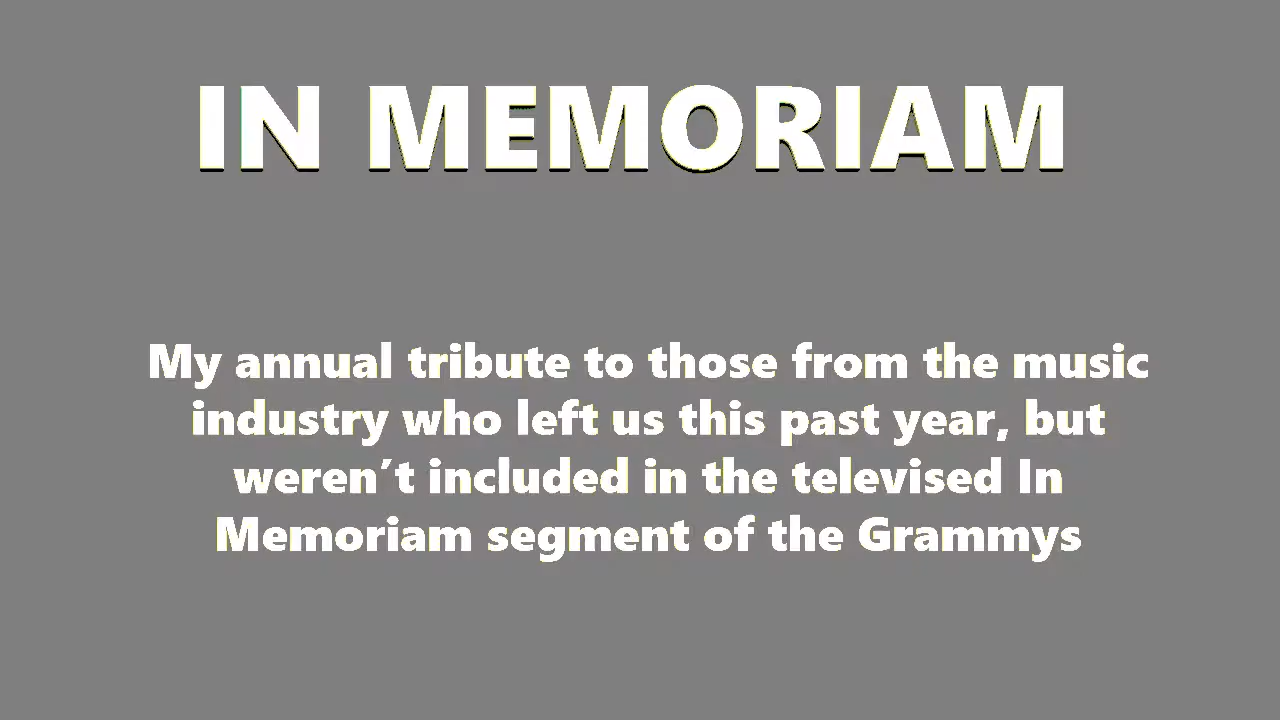 IN MEMORIAM
My annual tribute to those from the music
industry who left us this past year, but
weren’t included in the televised In
Memoriam segment of the Grammys